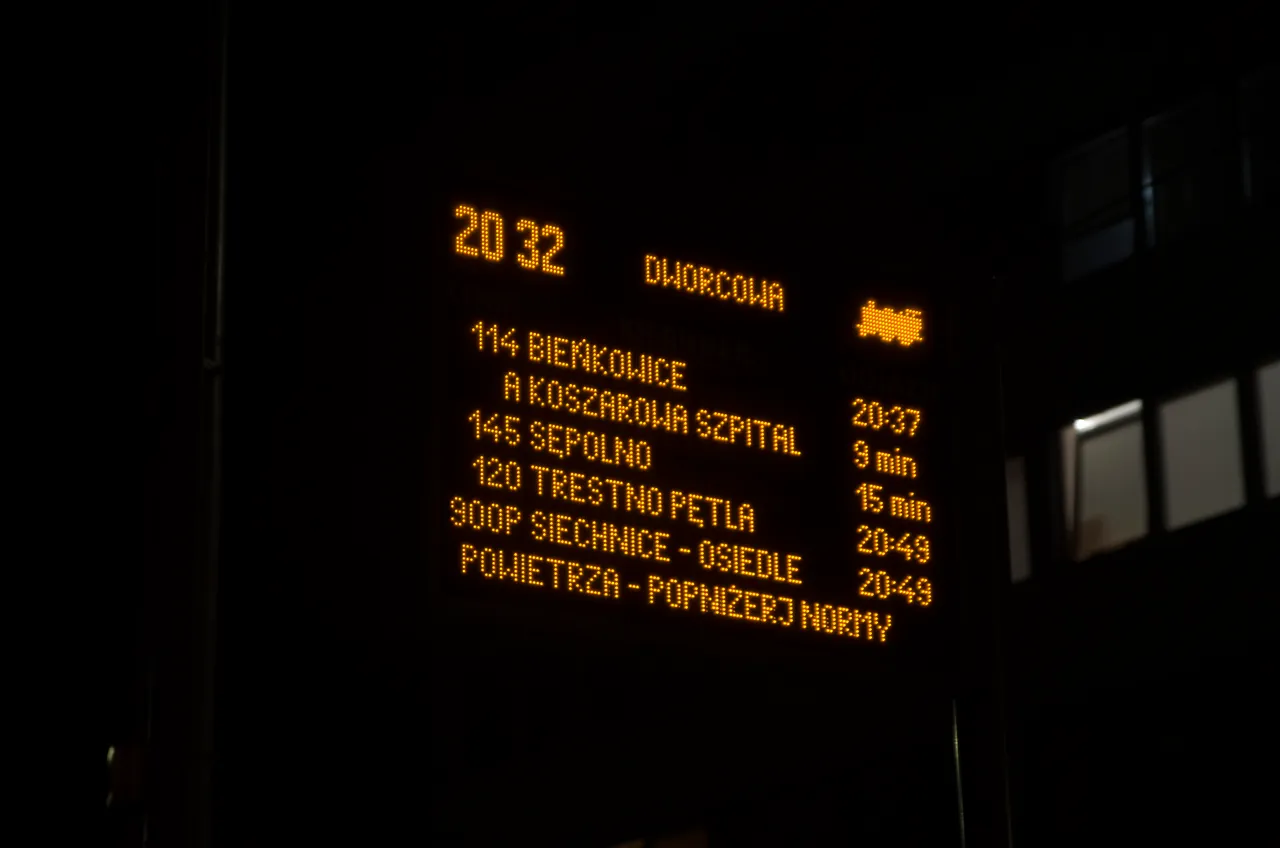 20 32
DWORCOWA
114 BIEŃKOWICE 20:37
A KOSZAROWA SZPITAL 9 min
145 SĘPOLNO 15 min
120 TRESTNO PĘTLA 20:49
900P SIECHNICE - OSIEDLE 20:49
POWIETRZA - POPNIŻERJ NORMY